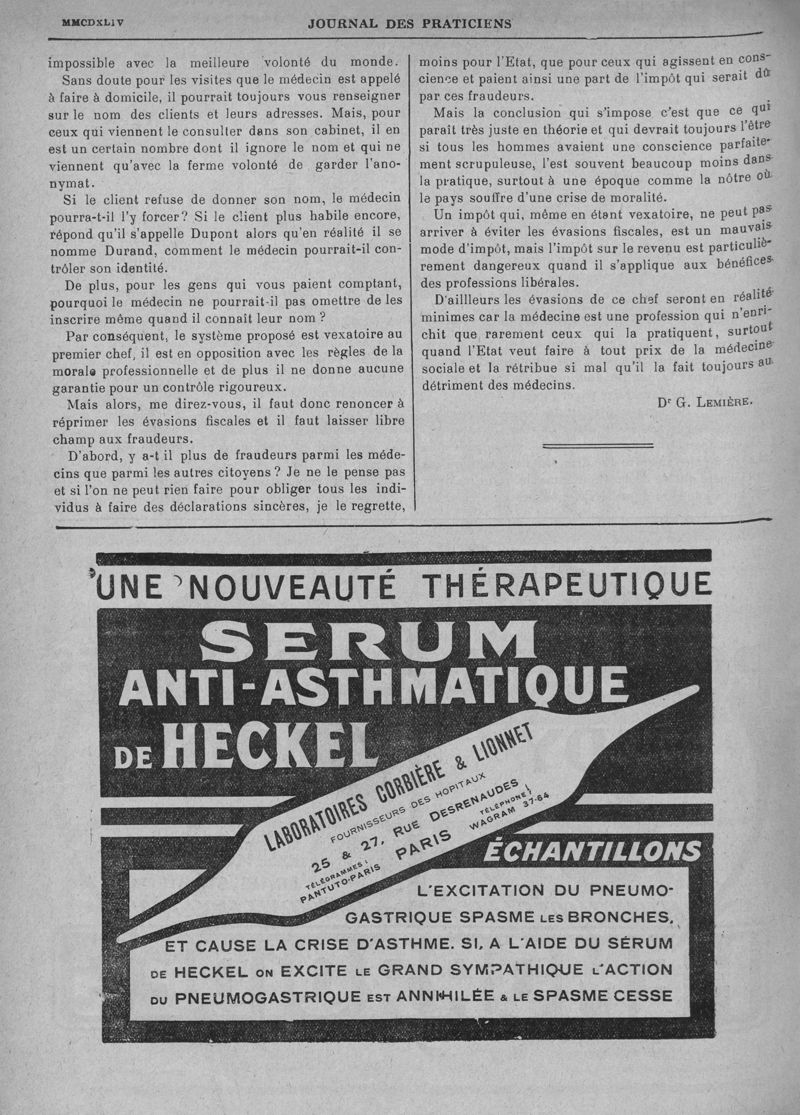 MMCDXLIV
JOURNAL DES PRATICIENS
impossible avec la meilleure volonté du monde.
Sans doute pour les visites que le médecin est appelé
à faire à domicile, il pourrait toujours vous renseigner
sur le nom des clients et leurs adresses. Mais, pour
ceux qui viennent le consulter dans son cabinet, il en
est un certain nombre dont il ignore le nom et qui ne
viennent qu'avec la ferme volonté de garder l'ano-
nymat.
Si le client refuse de donner son nom, le médecin
pourra-t-il l'y forcer? Si le client plus habile encore,
répond qu'il s'appelle Dupont alors qu'en réalité il se
nomme Durand, comment le médecin pourrait-il con-
trôler son identité.
De plus, pour les gens qui vous paient comptant,
pourquoi le médecin ne pourrait-il pas omettre de les
inscrire même quand il connaît leur nom ?
Par conséquent, le système proposé est vexatoire au
premier chef, il est en opposition avec les règles de la
morale professionnelle et de plus il ne donne aucune
garantie pour un contrôle rigoureux.
Mais alors, me direz-vous, il faut donc renoncer à
réprimer les évasions fiscales et il faut laisser libre
champ aux fraudeurs.
D'abord, y a-t il plus de fraudeurs parmi les méde-
cins que parmi les autres citoyens ? Je ne le pense pas
et si l'on ne peut rien faire pour obliger tous les indi-
vidus à faire des déclarations sincères, je le regrette,
moins pour l'Etat, que pour ceux qui agissent en cons-
cience et paient ainsi une part de l'impôt qui serait dû
par ces fraudeurs.
Mais la conclusion qui s'impose c'est que ce qui
paraît très juste en théorie et qui devrait toujours l'être
si tous les hommes avaient une conscience parfaite-
ment scrupuleuse, l'est souvent beaucoup moins dans
la pratique, surtout à une époque comme la nôtre où
le pays souffre d'une crise de moralité.
Un impôt qui, même en étant vexatoire, ne peut pas
arriver à éviter les évasions fiscales, est un mauvais
mode d'impôt, mais l'impôt sur le revenu est particuliè-
rement dangereux quand il s'applique aux bénéfices
des professions libérales.
D'aillleurs les évasions de ce chef seront en réalité
minimes car la médecine est une profession qui n'enri-
chit que rarement ceux qui la pratiquent, surtout
quand l'Etat veut faire à tout prix de la médecine
sociale et la rétribue si mal qu'il la fait toujours au
détriment des médecins.
Dr G. LEMIÈRE.
UNE NOUVEAUTÉ THÉRAPEUTIQUE
SERUM
ANTI-ASTHMATIQUE
DE HECKEL
LABORATOIRES CORBIÈRE & LIONNET
FOURNISSEURS DES HOPITAUX
25 & 27, RUE DESRENAUDES
TÉLÉGRAMMES:
PANTUTO-PARIS
PARIS
TÉLÉPHONE
WAGRAM 37-64
ÉCHANTILLONS
L'EXCITATION DU PNEUMO-
GASTRIQUE SPASME LES BRONCHES,
ET CAUSE LA CRISE D'ASTHME. SI, A L'AIDE DU SÉRUM
DE HECKEL ON EXCITE LE GRAND SYMPATHIQUE L'ACTION
DU PNEUMOGASTRIQUE EST ANNIHILÉE & LE SPASME CESSE